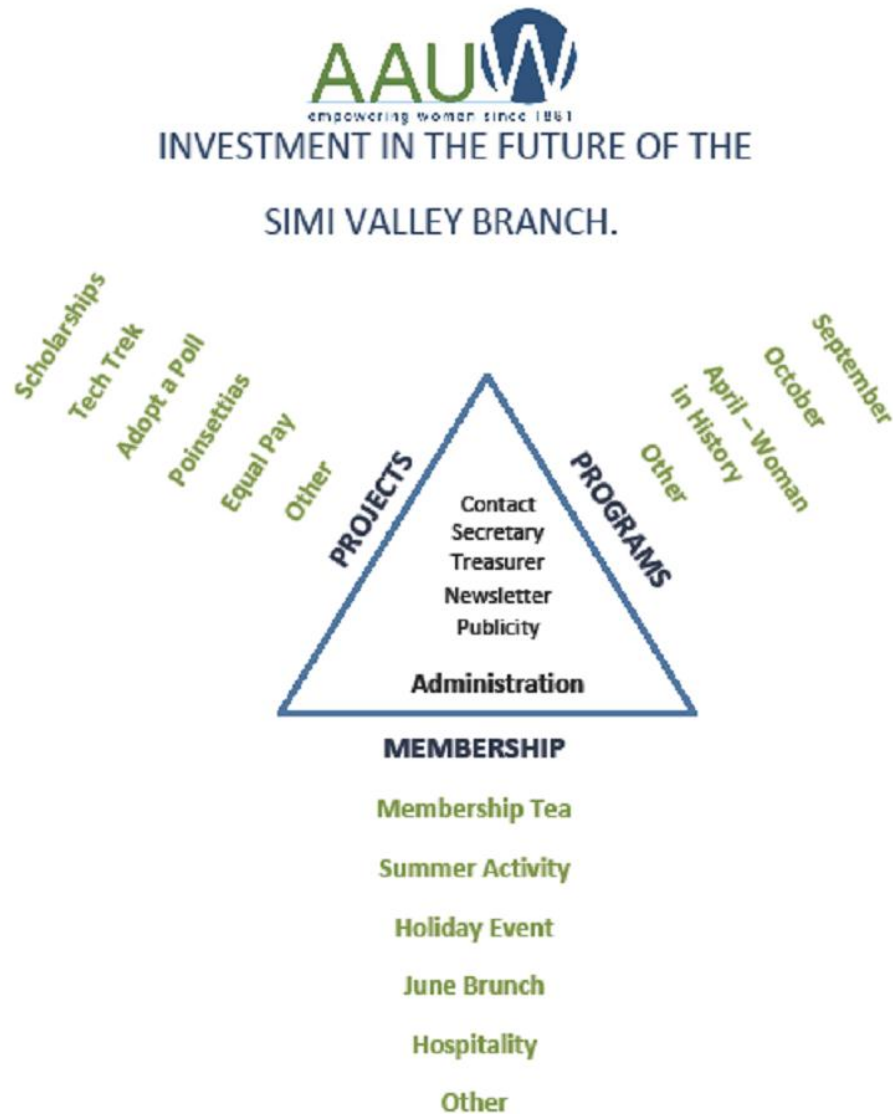 AAUW
empowering women since 1881
INVESTMENT IN THE FUTURE OF THE
SIMI VALLEY BRANCH.
Scholarships
Tech Trek
Adopt a Poll
Poinsettias
Equal Pay
Other
PROJECTS
September
October
April – Woman
in History
Other
PROGRAMS
Contact
Secretary
Treasurer
Newsletter
Publicity
Administration
MEMBERSHIP
Membership Tea
Summer Activity
Holiday Event
June Brunch
Hospitality
Other